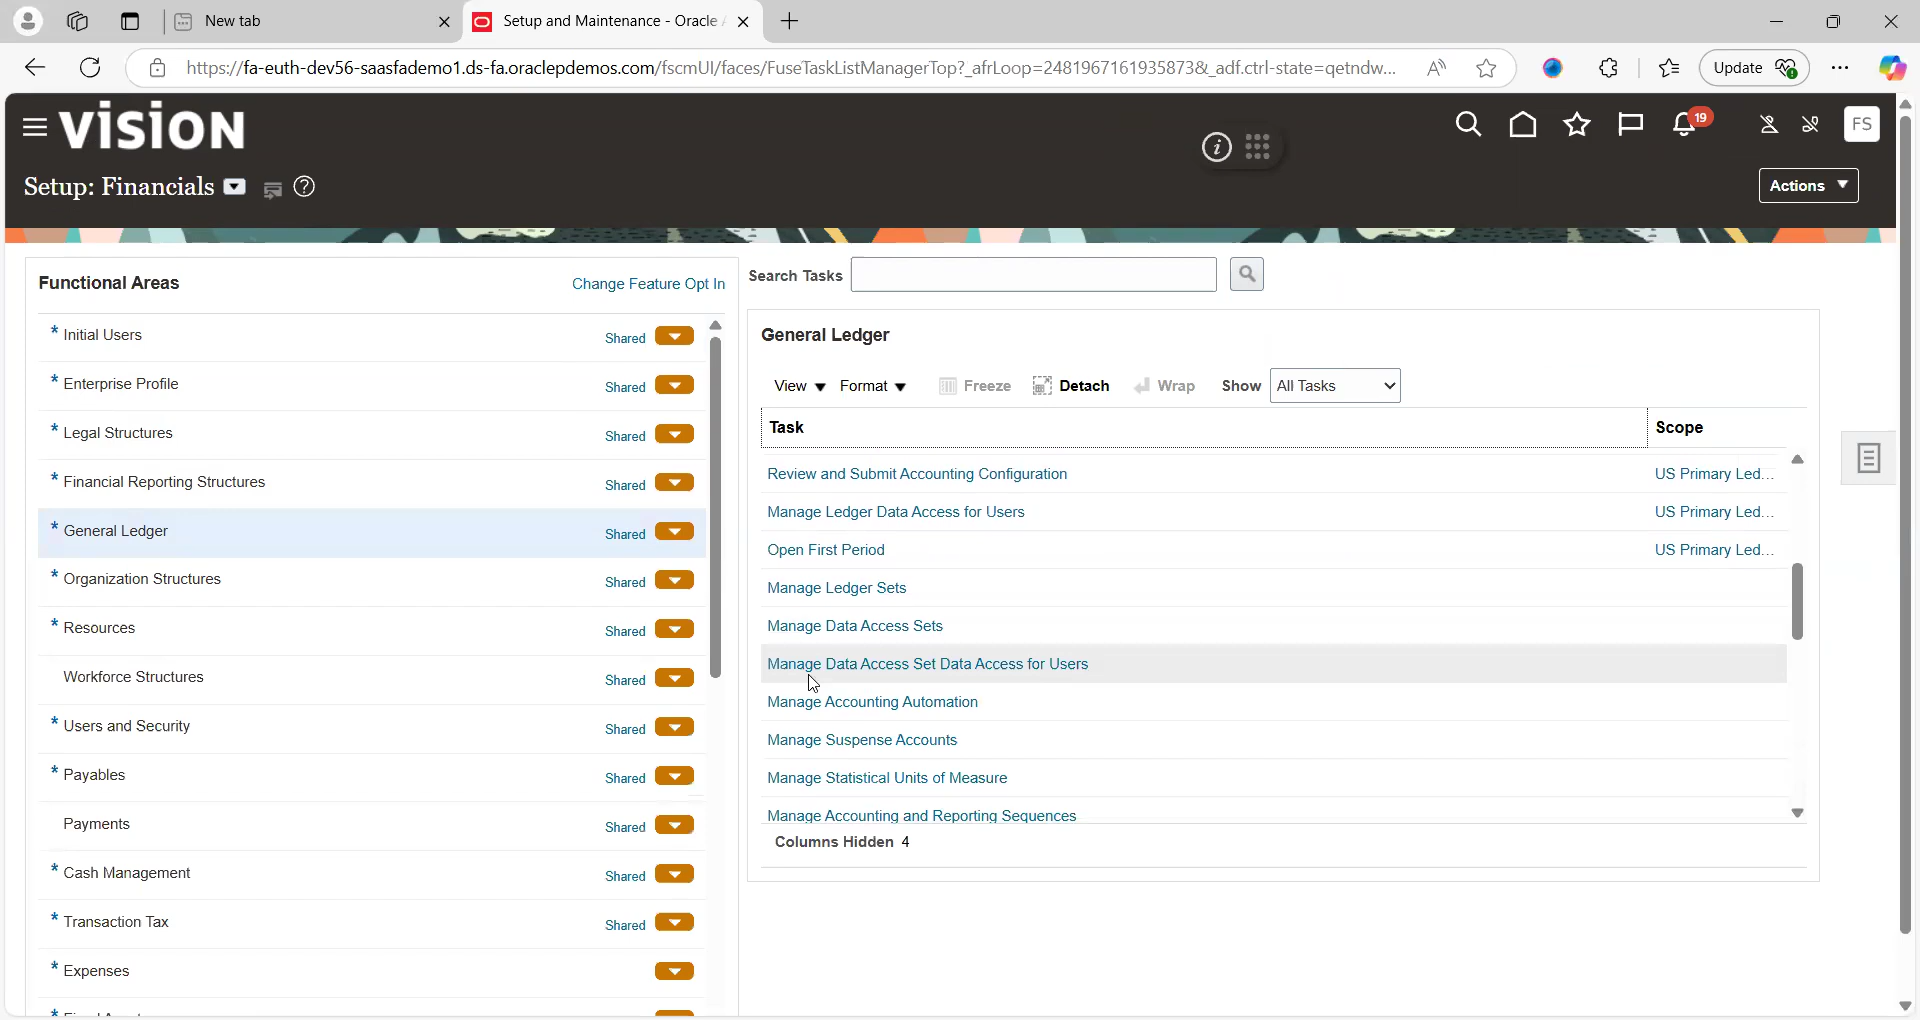 New tab
Setup and Maintenance - Oracle
https://fa-euth-dev56-saasfademo1.ds-fa.oraclepdemos.com/fscmUI/faces/FuseTaskListManagerTop?_afrLoop=2481967161935873&_adf.ctrl-state=qetndw...
Update
VISION
19
FS
Setup: Financials
Actions
Functional Areas
Change Feature Opt In
* Initial Users Shared
* Enterprise Profile Shared
* Legal Structures Shared
* Financial Reporting Structures Shared
* General Ledger Shared
* Organization Structures Shared
* Resources Shared
Workforce Structures Shared
* Users and Security Shared
* Payables Shared
Payments Shared
* Cash Management Shared
* Transaction Tax Shared
* Expenses
Search Tasks
General Ledger
View Format Freeze Detach Wrap Show All Tasks
Task Scope
Review and Submit Accounting Configuration US Primary Led...
Manage Ledger Data Access for Users US Primary Led...
Open First Period US Primary Led...
Manage Ledger Sets
Manage Data Access Sets
Manage Data Access Set Data Access for Users
Manage Accounting Automation
Manage Suspense Accounts
Manage Statistical Units of Measure
Manage Accounting and Reporting Sequences
Columns Hidden 4